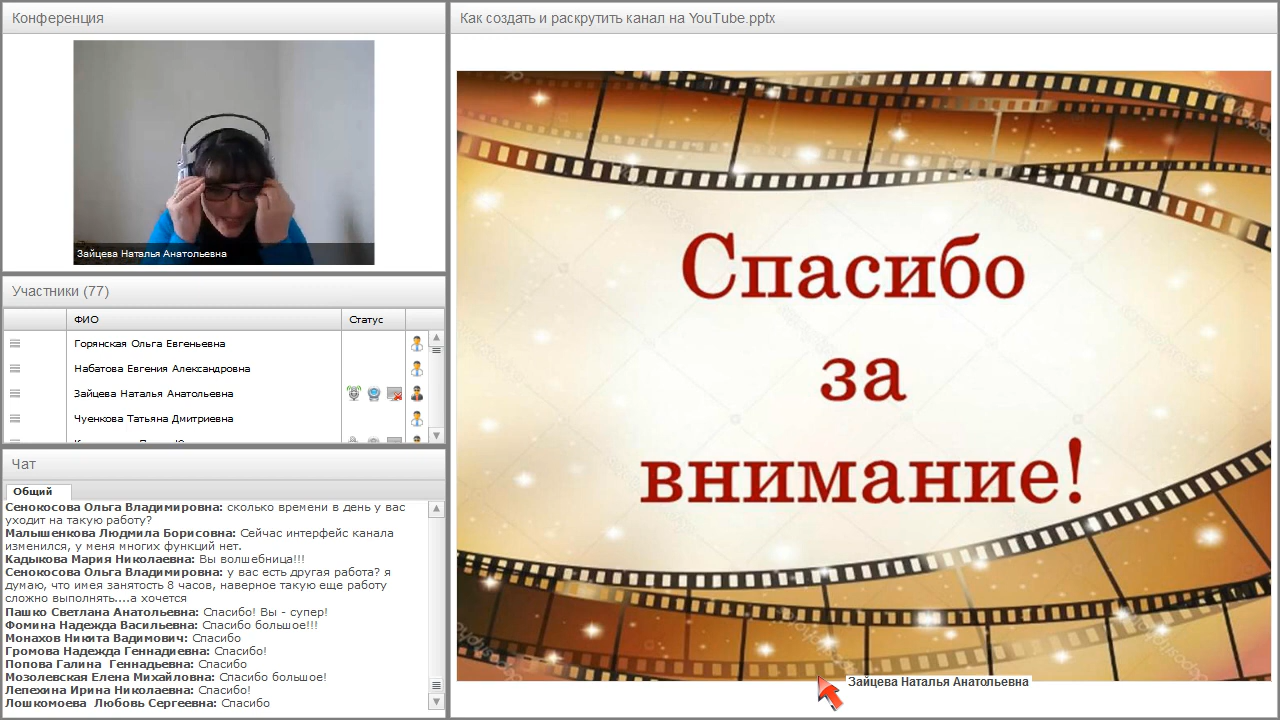 Конференция
Зайцева Наталья Анатольевна
Участники (77)
ФИО
Статус
Горянская Ольга Евгеньевна
Набатова Евгения Александровна
Зайцева Наталья Анатольевна
Чуенкова Татьяна Дмитриевна
Чат
Общий
Сенокосова Ольга Владимировна: сколько времени в день у вас
уходит на такую работу?
Малышенкова Людмила Борисовна: Сейчас интерфейс канала
изменился, у меня многих функций нет.
Кадыкова Мария Николаевна: Вы волшебница!!!
Сенокосова Ольга Владимировна: у вас есть другая работа? я
думаю, что имея занятость 8 часов, наверное такую еще работу
сложно выполнять....а хочется
Пашко Светлана Анатольевна: Спасибо! Вы - супер!
Фомина Надежда Васильевна: Спасибо большое!!!
Монахов Никита Вадимович: Спасибо
Громова Надежда Геннадиевна: Спасибо!
Попова Галина Геннадьевна: Спасибо
Мозолевская Елена Михайловна: Спасибо большое!
Лепехина Ирина Николаевна: Спасибо!
Лошкомоева Любовь Сергеевна: Спасибо
Как создать и раскрутить канал на YouTube.pptx
Спасибо
за
внимание!
Зайцева Наталья Анатольевна